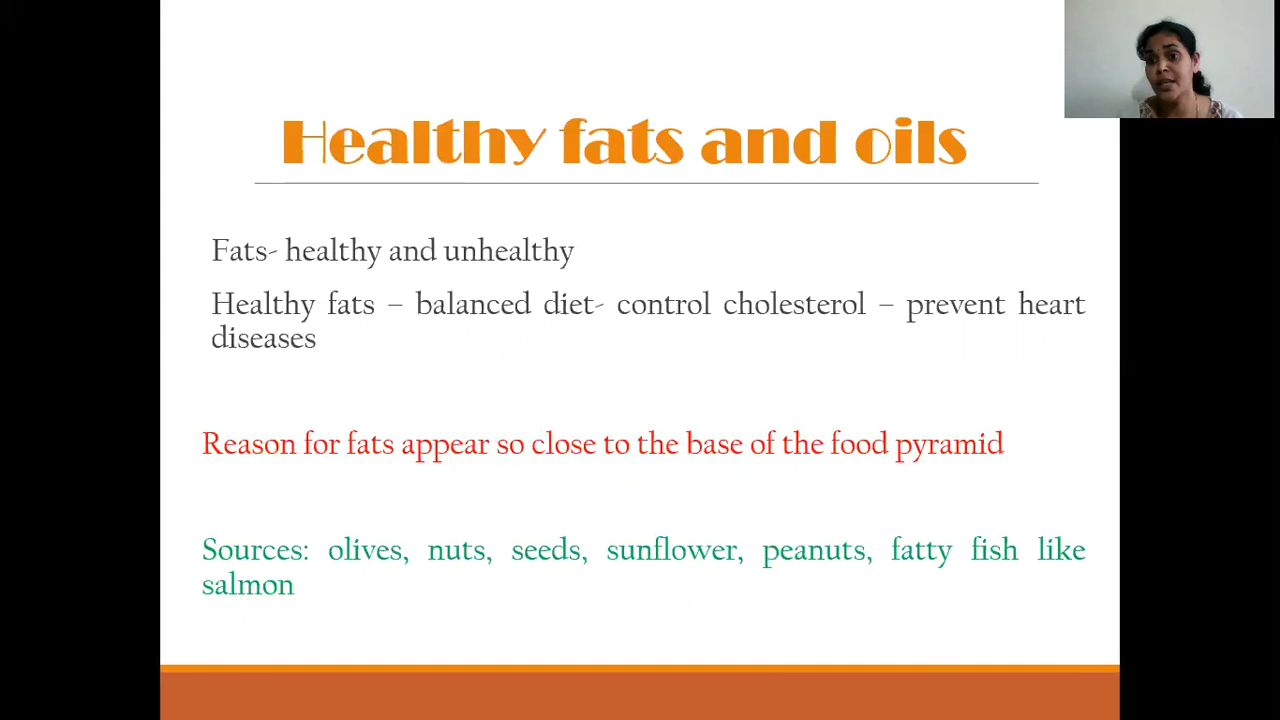 Healthy fats and oils
Fats- healthy and unhealthy
Healthy fats – balanced diet- control cholesterol – prevent heart
diseases
Reason for fats appear so close to the base of the food pyramid
Sources: olives, nuts, seeds, sunflower, peanuts, fatty fish like
salmon